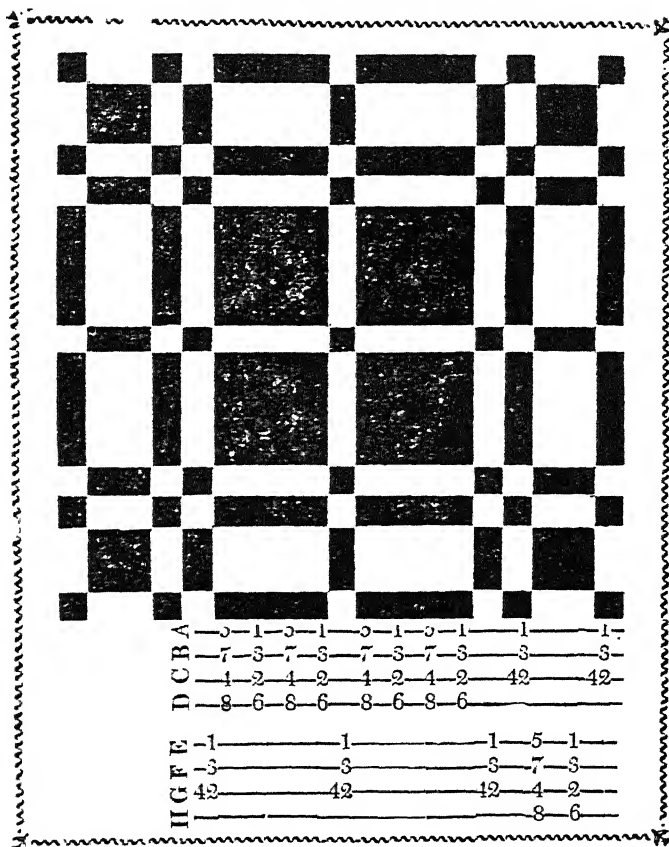 A 5 1 5 1 5 1 5 1 1 1
B 7 3 7 3 7 3 7 3 3 3
C 4 2 4 2 4 2 4 2 42 42
D 8 6 8 6 8 6 8 6
E 1 1 1 5 1
F 3 3 3 7 3
G 42 42 42 4 2
H 8 6